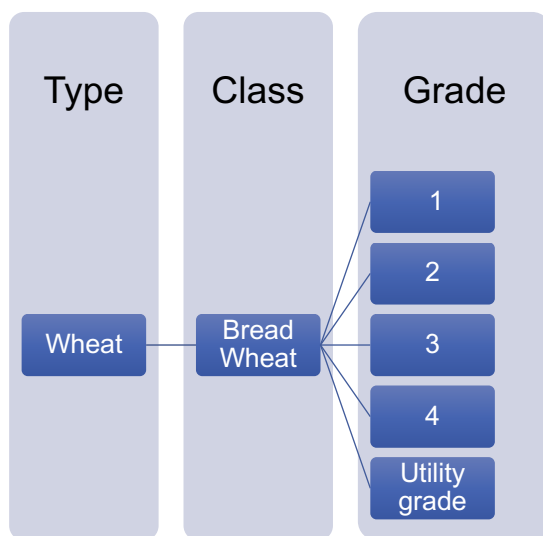 Type
Class
Grade
Wheat
Bread
Wheat
1
2
3
4
Utility
grade